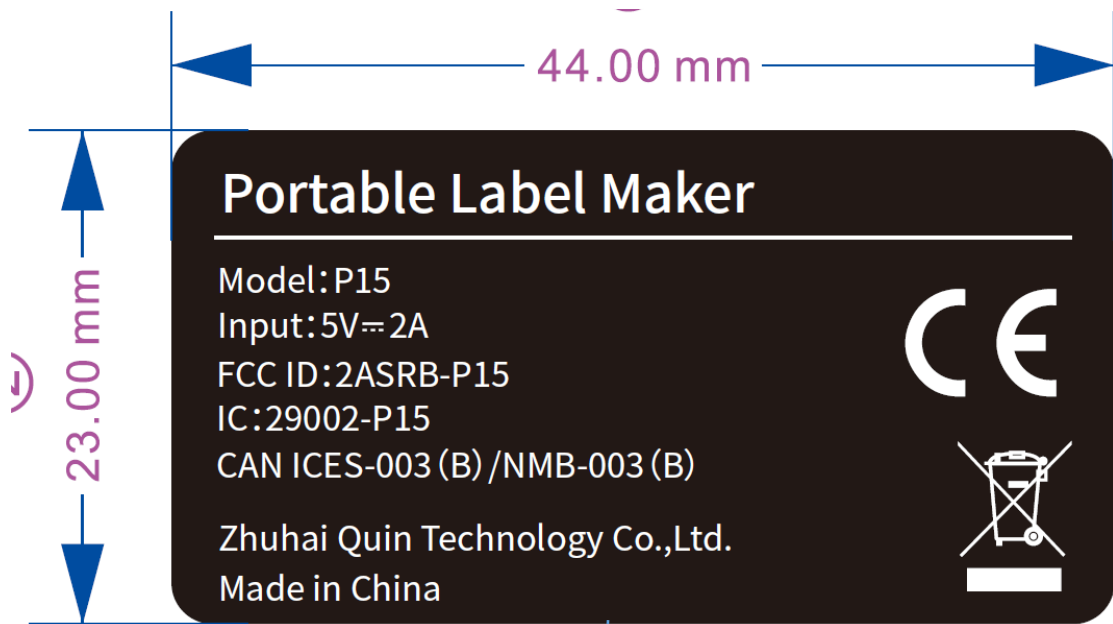 44.00 mm
23.00 mm
Portable Label Maker
Model:P15
Input:5V⎓2A
FCC ID:2ASRB-P15
IC:29002-P15
CAN ICES-003(B)/NMB-003(B)
CE
Zhuhai Quin Technology Co.,Ltd.
Made in China